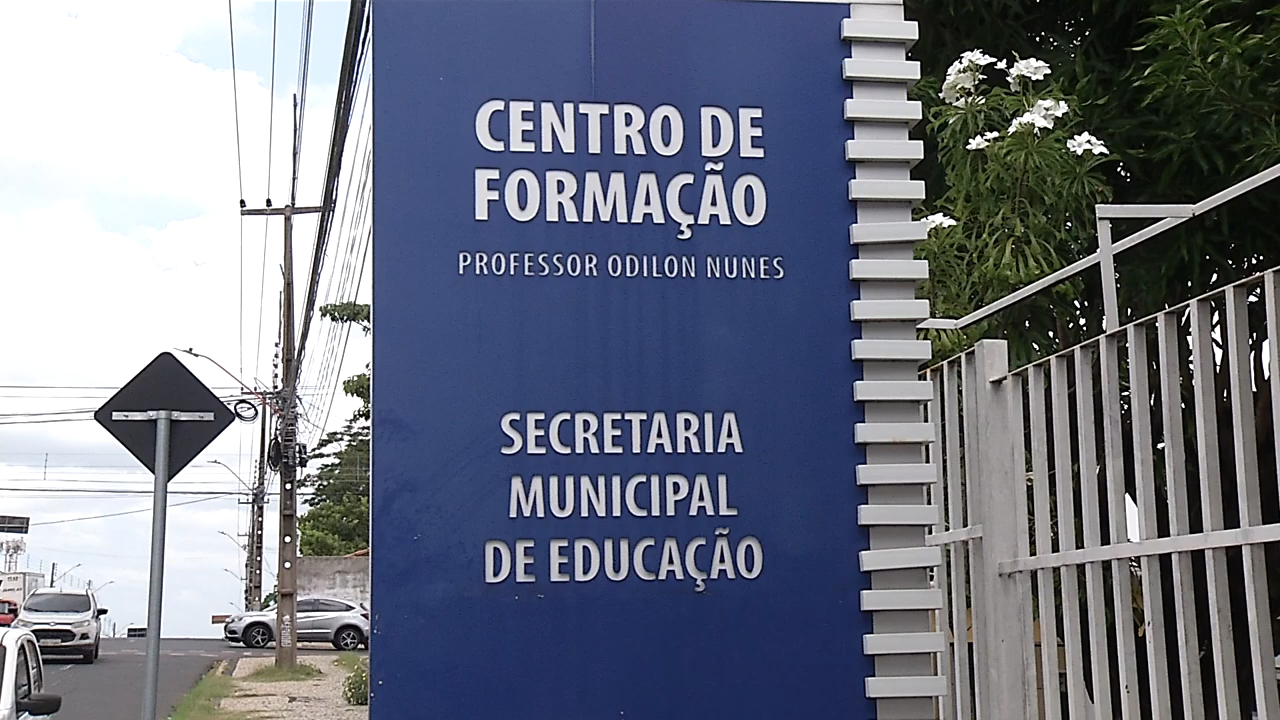 CENTRO DE
FORMAÇÃO
PROFESSOR ODILON NUNES
SECRETARIA
MUNICIPAL
DE EDUCAÇÃO